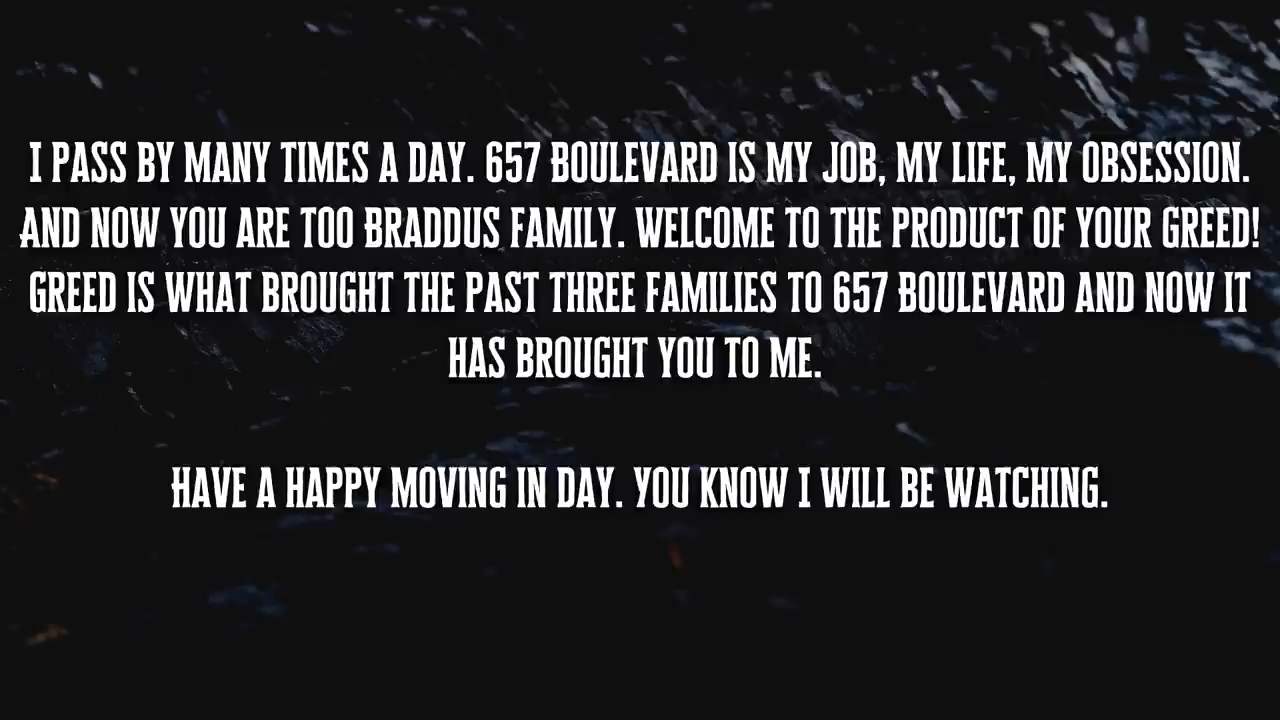 I PASS BY MANY TIMES A DAY. 657 BOULEVARD IS MY JOB, MY LIFE, MY OBSESSION.
AND NOW YOU ARE TOO BRADDUS FAMILY. WELCOME TO THE PRODUCT OF YOUR GREED!
GREED IS WHAT BROUGHT THE PAST THREE FAMILIES TO 657 BOULEVARD AND NOW IT
HAS BROUGHT YOU TO ME.
HAVE A HAPPY MOVING IN DAY. YOU KNOW I WILL BE WATCHING.